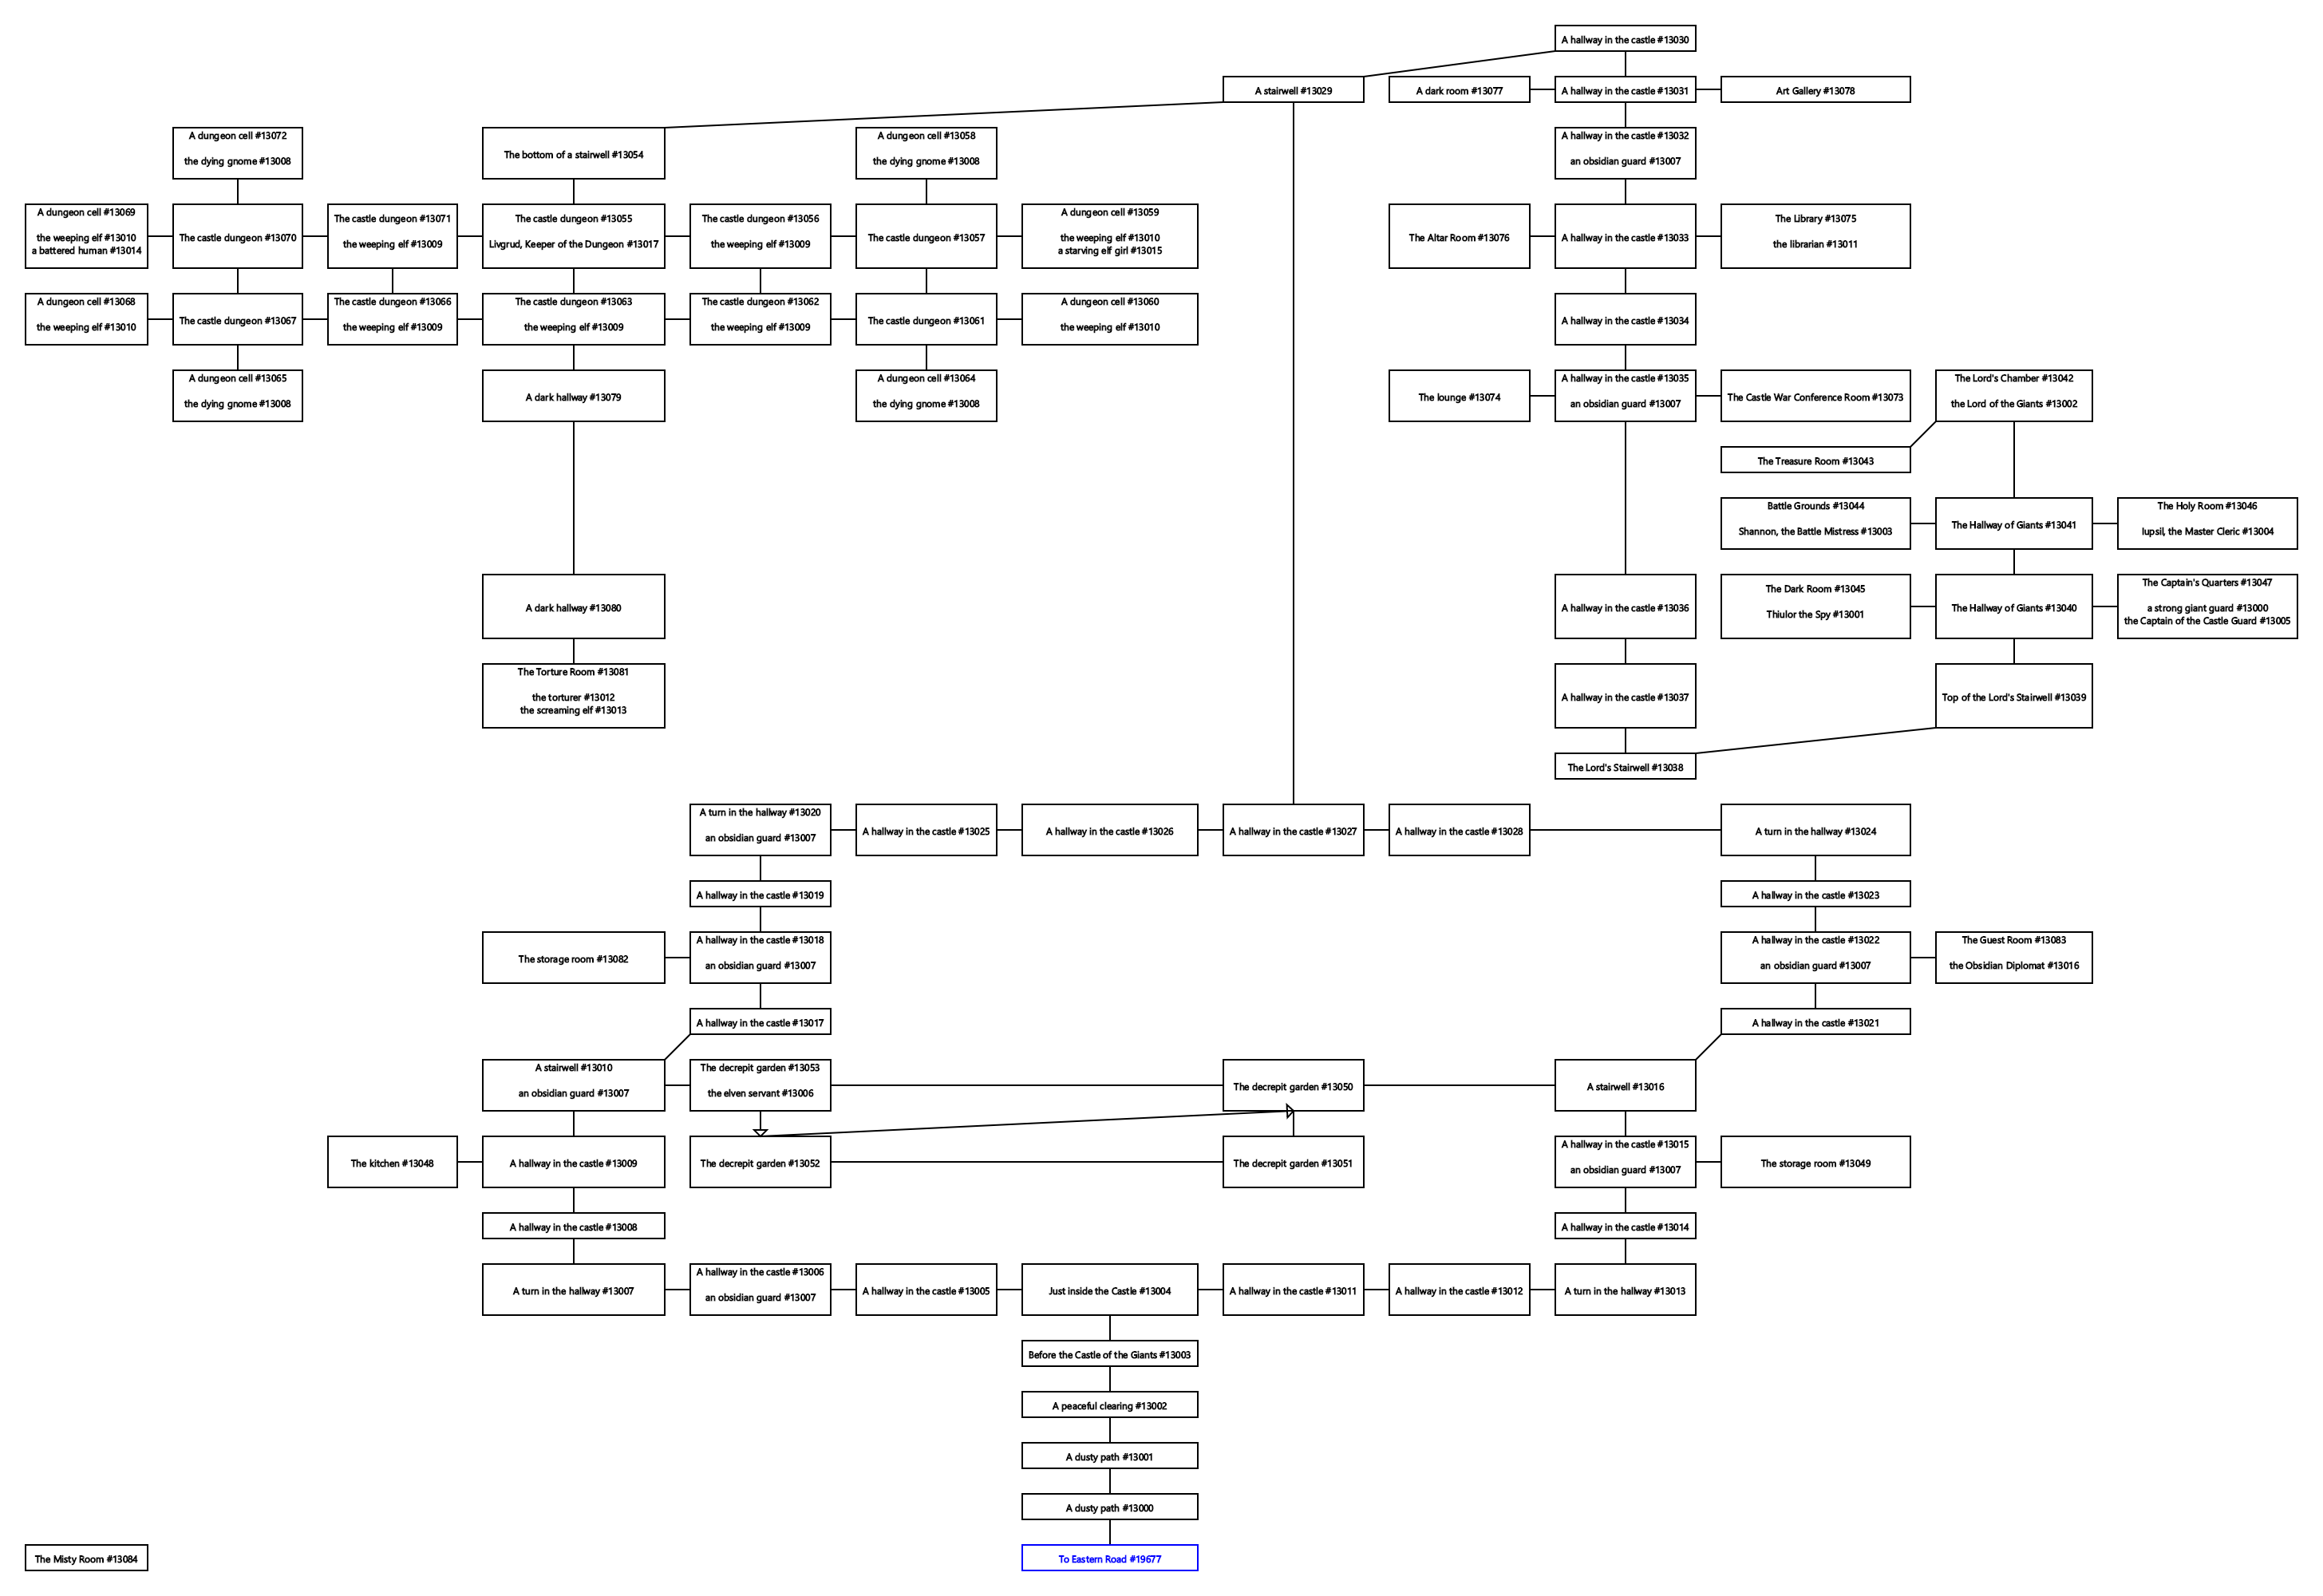 A hallway in the castle #13030
A stairwell #13029
A dark room #13077
A hallway in the castle #13031
Art Gallery #13078
A dungeon cell #13072
the dying gnome #13008
The bottom of a stairwell #13054
A dungeon cell #13058
the dying gnome #13008
A hallway in the castle #13032
an obsidian guard #13007
A dungeon cell #13069
the weeping elf #13010
a battered human #13014
The castle dungeon #13070
The castle dungeon #13071
the weeping elf #13009
The castle dungeon #13055
Livgrud, Keeper of the Dungeon #13017
The castle dungeon #13056
the weeping elf #13009
The castle dungeon #13057
A dungeon cell #13059
the weeping elf #13010
a starving elf girl #13015
The Altar Room #13076
A hallway in the castle #13033
The Library #13075
the librarian #13011
A dungeon cell #13068
the weeping elf #13010
The castle dungeon #13067
The castle dungeon #13066
the weeping elf #13009
The castle dungeon #13063
the weeping elf #13009
The castle dungeon #13062
the weeping elf #13009
The castle dungeon #13061
A dungeon cell #13060
the weeping elf #13010
A hallway in the castle #13034
A dungeon cell #13065
the dying gnome #13008
A dark hallway #13079
A dungeon cell #13064
the dying gnome #13008
The lounge #13074
A hallway in the castle #13035
an obsidian guard #13007
The Castle War Conference Room #13073
The Lord's Chamber #13042
the Lord of the Giants #13002
The Treasure Room #13043
Battle Grounds #13044
Shannon, the Battle Mistress #13003
The Hallway of Giants #13041
The Holy Room #13046
Iupsil, the Master Cleric #13004
A dark hallway #13080
A hallway in the castle #13036
The Dark Room #13045
Thiulor the Spy #13001
The Hallway of Giants #13040
The Captain's Quarters #13047
a strong giant guard #13000
the Captain of the Castle Guard #13005
The Torture Room #13081
the torturer #13012
the screaming elf #13013
A hallway in the castle #13037
Top of the Lord's Stairwell #13039
The Lord's Stairwell #13038
A turn in the hallway #13020
an obsidian guard #13007
A hallway in the castle #13025
A hallway in the castle #13026
A hallway in the castle #13027
A hallway in the castle #13028
A turn in the hallway #13024
A hallway in the castle #13019
A hallway in the castle #13023
The storage room #13082
A hallway in the castle #13018
an obsidian guard #13007
A hallway in the castle #13022
an obsidian guard #13007
The Guest Room #13083
the Obsidian Diplomat #13016
A hallway in the castle #13017
A hallway in the castle #13021
A stairwell #13010
an obsidian guard #13007
The decrepit garden #13053
the elven servant #13006
The decrepit garden #13050
A stairwell #13016
The kitchen #13048
A hallway in the castle #13009
The decrepit garden #13052
The decrepit garden #13051
A hallway in the castle #13015
an obsidian guard #13007
The storage room #13049
A hallway in the castle #13008
A hallway in the castle #13014
A turn in the hallway #13007
A hallway in the castle #13006
an obsidian guard #13007
A hallway in the castle #13005
Just inside the Castle #13004
A hallway in the castle #13011
A hallway in the castle #13012
A turn in the hallway #13013
Before the Castle of the Giants #13003
A peaceful clearing #13002
A dusty path #13001
A dusty path #13000
The Misty Room #13084
To Eastern Road #19677